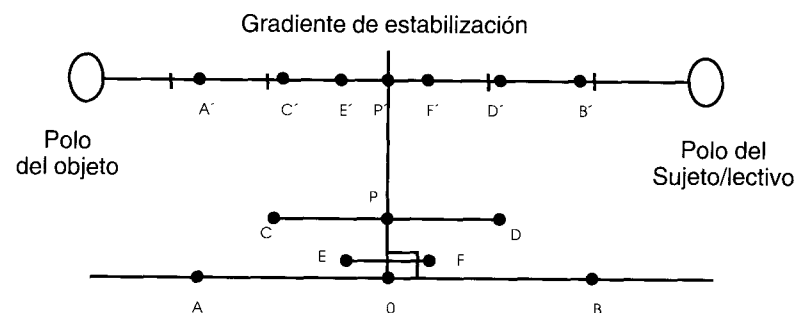 Gradiente de estabilización
A´ C´ E´ P´ F´ D´ B´
Polo
del objeto
Polo del
Sujeto/lectivo
P
C D
E F
A 0 B